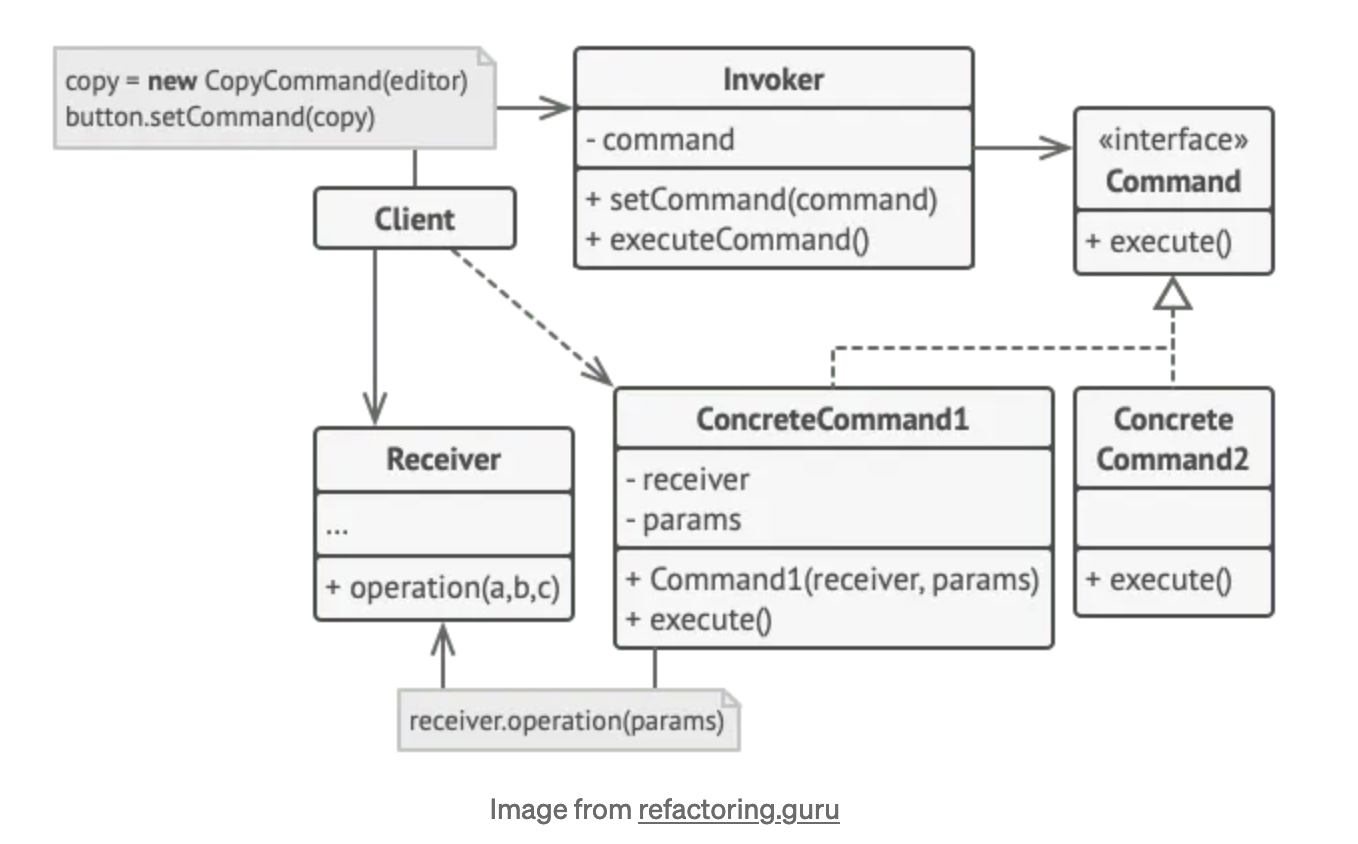 copy = new CopyCommand(editor)
button.setCommand(copy)
Invoker
- command
+ setCommand(command)
+ executeCommand()
«interface»
Command
+ execute()
Client
Receiver
...
+ operation(a,b,c)
ConcreteCommand1
- receiver
- params
+ Command1(receiver, params)
+ execute()
Concrete
Command2
+ execute()
receiver.operation(params)
Image from refactoring.guru